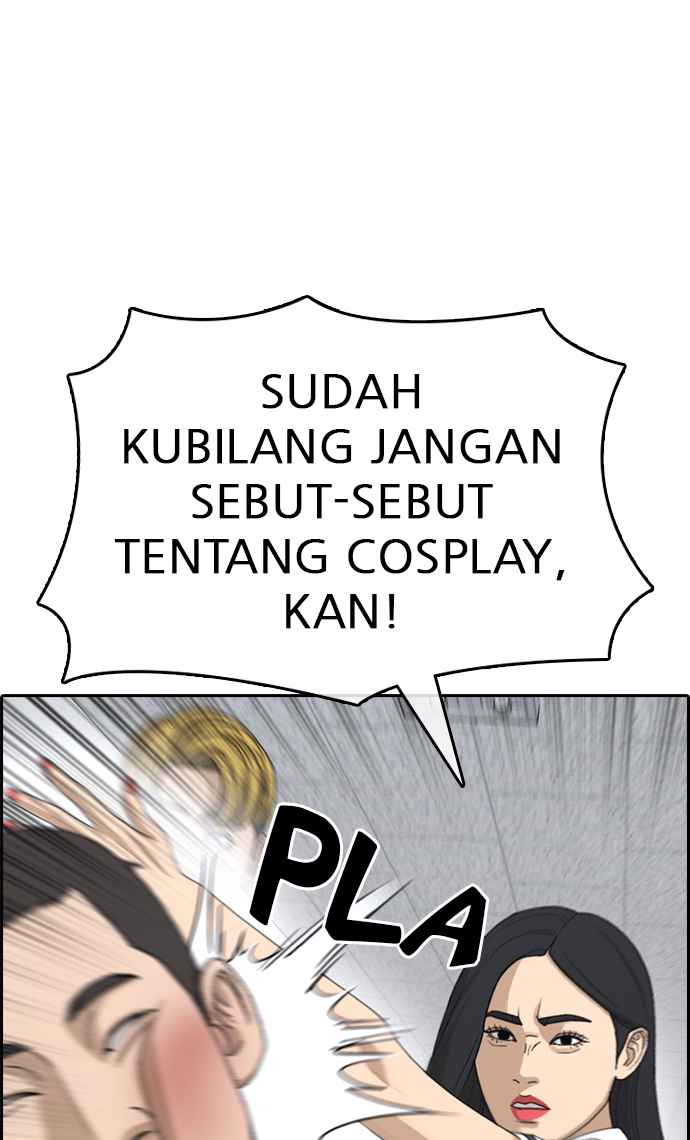 SUDAH
KUBILANG JANGAN
SEBUT-SEBUT
TENTANG COSPLAY,
KAN!
PLA